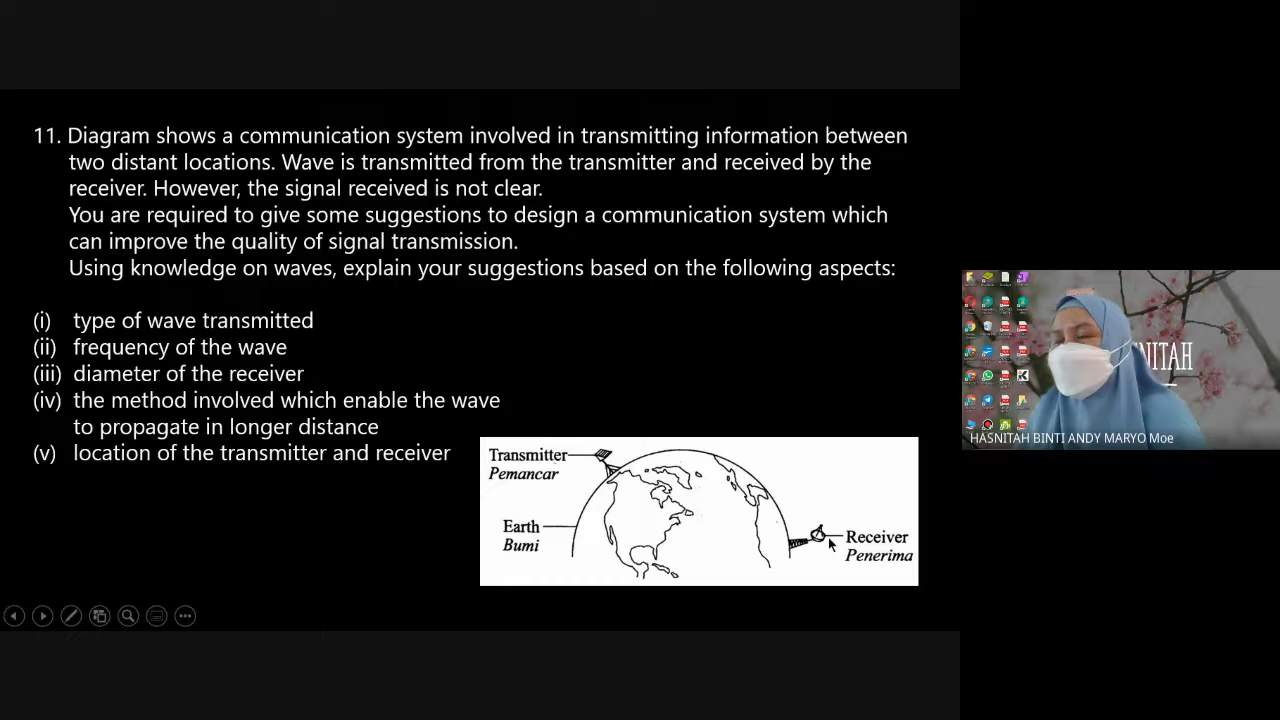 11. Diagram shows a communication system involved in transmitting information between
two distant locations. Wave is transmitted from the transmitter and received by the
receiver. However, the signal received is not clear.
You are required to give some suggestions to design a communication system which
can improve the quality of signal transmission.
Using knowledge on waves, explain your suggestions based on the following aspects:
(i) type of wave transmitted
(ii) frequency of the wave
(iii) diameter of the receiver
(iv) the method involved which enable the wave
to propagate in longer distance
(v) location of the transmitter and receiver
Transmitter
Pemancar
Earth
Bumi
Receiver
Penerima
NITAH
HASNITAH BINTI ANDY MARYO Moe